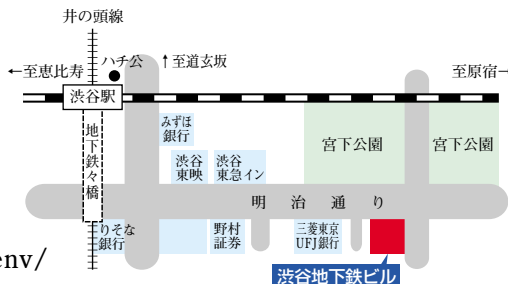 井の頭線
←至恵比寿
ハチ公
↑至道玄坂
至原宿→
渋谷駅
みずほ
銀行
地下鉄々橋
渋谷
東映
渋谷
東急イン
宮下公園
宮下公園
明治通り
りそな
銀行
野村
証券
三菱東京
UFJ銀行
env/
渋谷地下鉄ビル